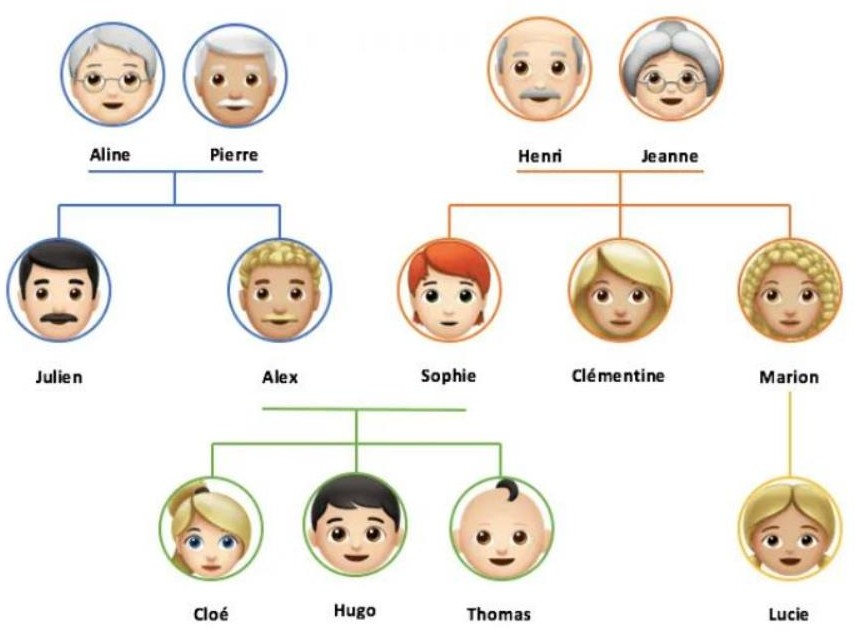 Aline Pierre Henri Jeanne
Julien Alex Sophie Clémentine Marion
Cloé Hugo Thomas Lucie